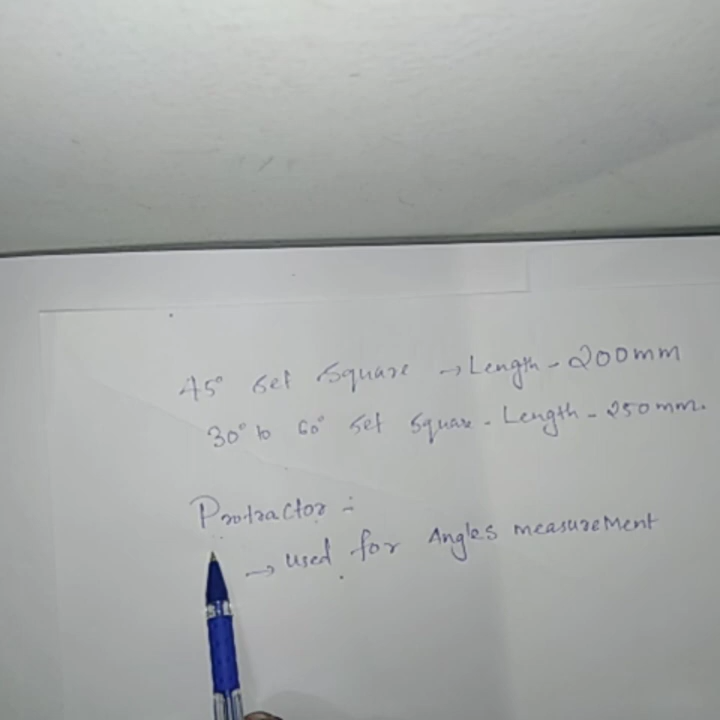 45° Set Square → Length - 200mm
30° to 60° Set Square - Length - 250mm.
Protractor :-
→ Used for Angles measurement